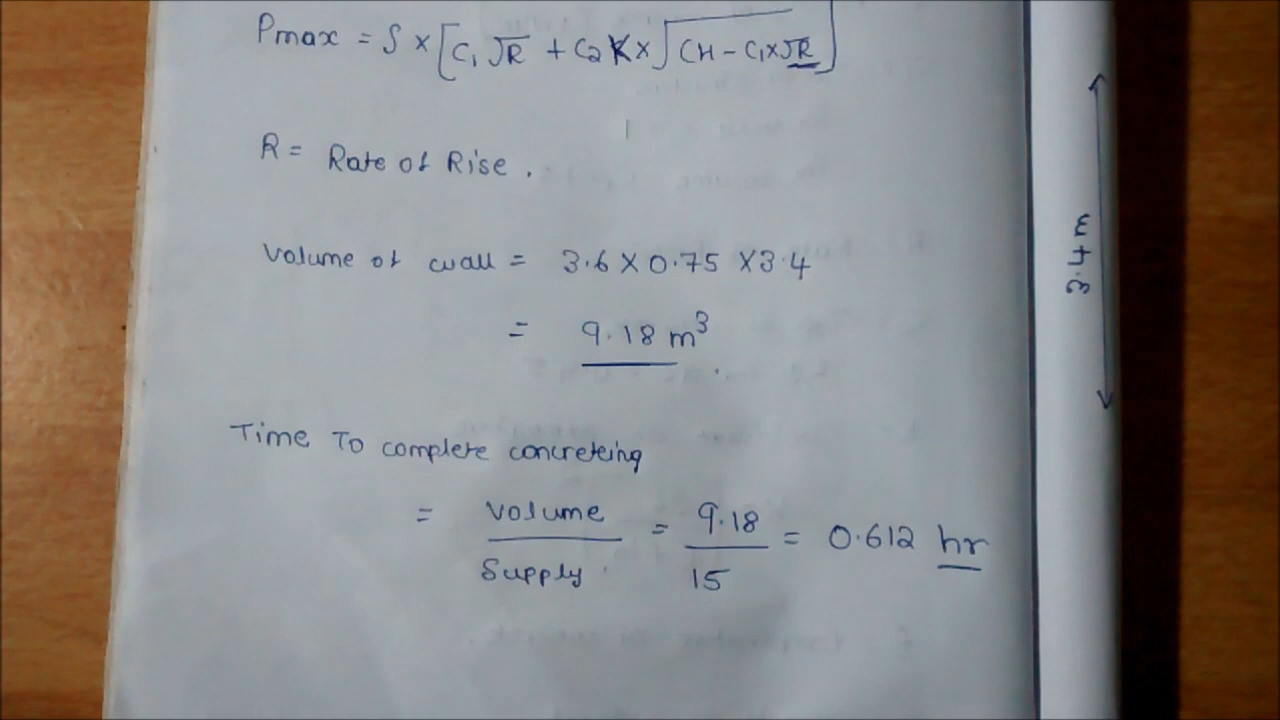 Pmax = S × [C₁ √R + C₂ K × √(CH - C₁×√R)]
R = Rate of Rise .
Volume of wall = 3.6 × 0.75 × 3.4
= 9.18 m³
Time To complete concreteing
= Volume / Supply = 9.18 / 15 = 0.612 hr
3.4 m